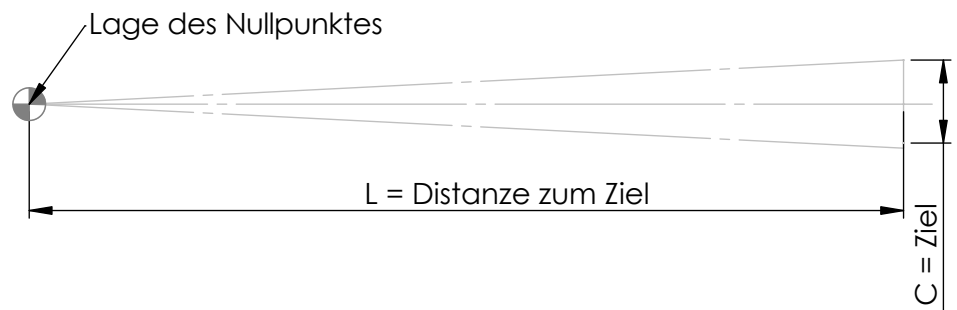 Lage des Nullpunktes
L = Distanze zum Ziel
C = Ziel